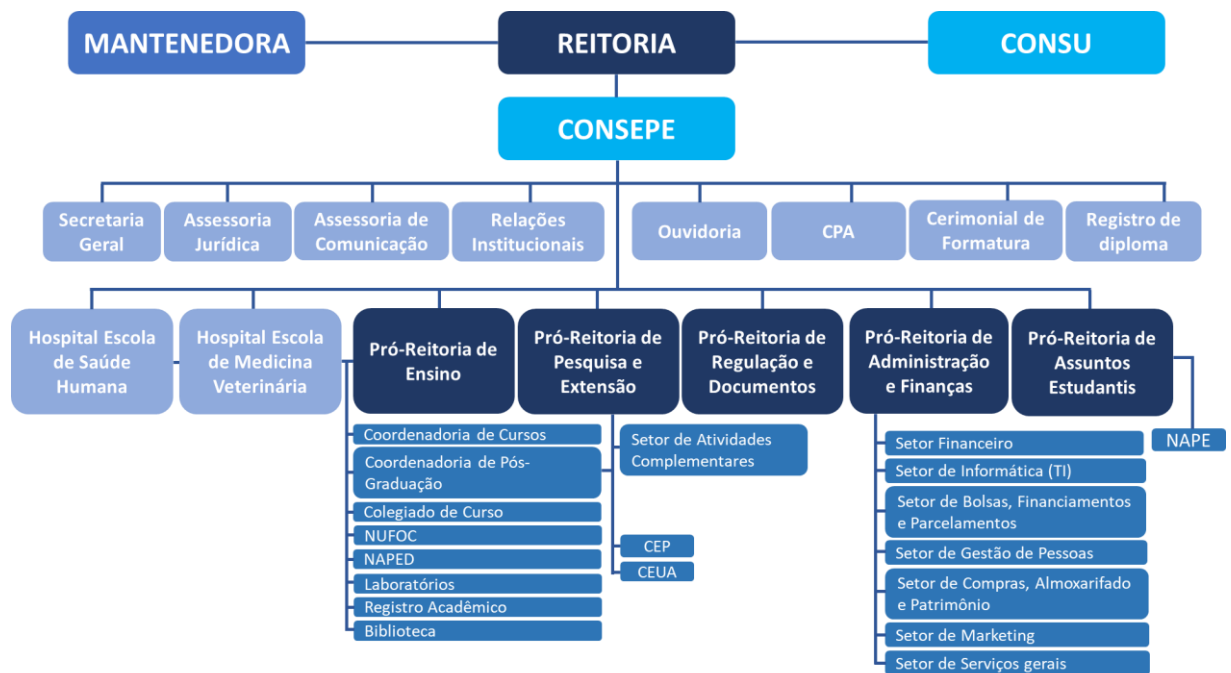 MANTENEDORA
REITORIA
CONSU
CONSEPE
Secretaria
Geral
Assessoria
Jurídica
Assessoria de
Comunicação
Relações
Institucionais
Ouvidoria
CPA
Cerimonial de
Formatura
Registro de
diploma
Hospital Escola
de Saúde
Humana
Hospital Escola
de Medicina
Veterinária
Pró-Reitoria de
Ensino
Pró-Reitoria de
Pesquisa e
Extensão
Pró-Reitoria de
Regulação e
Documentos
Pró-Reitoria de
Administração
e Finanças
Pró-Reitoria de
Assuntos
Estudantis
Coordenadoria de Cursos
Coordenadoria de Pós-
Graduação
Colegiado de Curso
NUFOC
NAPED
Laboratórios
Registro Acadêmico
Biblioteca
Setor de Atividades
Complementares
CEP
CEUA
Setor Financeiro
Setor de Informática (TI)
Setor de Bolsas, Financiamentos
e Parcelamentos
Setor de Gestão de Pessoas
Setor de Compras, Almoxarifado
e Patrimônio
Setor de Marketing
Setor de Serviços gerais
NAPE